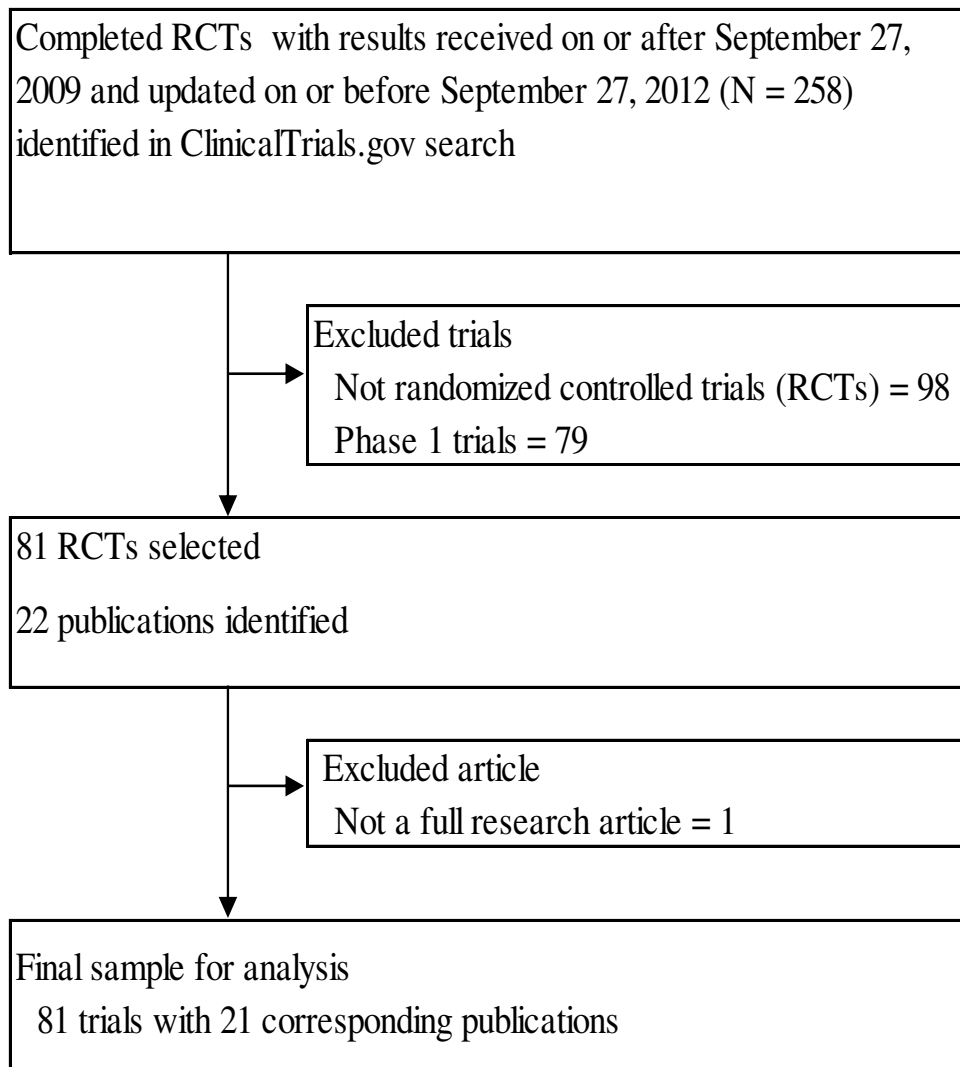 Completed RCTs with results received on or after September 27,
2009 and updated on or before September 27, 2012 (N = 258)
identified in ClinicalTrials.gov search
Excluded trials
Not randomized controlled trials (RCTs) = 98
Phase 1 trials = 79
81 RCTs selected
22 publications identified
Excluded article
Not a full research article = 1
Final sample for analysis
81 trials with 21 corresponding publications